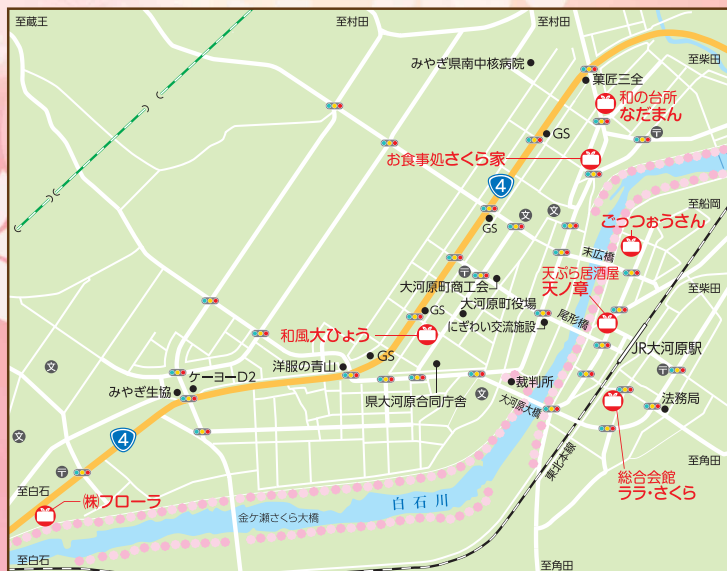 至蔵王
至村田
至村田
至柴田
みやぎ県南中核病院
菓匠三全
和の台所
なだまん
GS
お食事処さくら家
4
GS
文
文
至船岡
ごっつぉうさん
末広橋
天ぷら居酒屋
天ノ章
至柴田
大河原町商工会
大河原町役場
にぎわい交流施設
尾形橋
GS
和風大ひょう
JR大河原駅
洋服の青山
GS
文
ケーヨーD2
みやぎ生協
県大河原合同庁舎
文
裁判所
大河原大橋
法務局
文
4
東北本線
総合会館
ララ・さくら
至角田
至白石
㈱フローラ
金ケ瀬さくら大橋
白石川
至白石
至角田